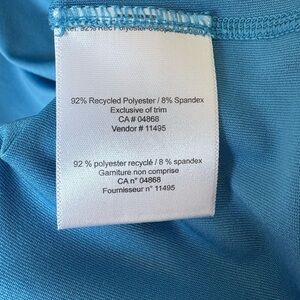 92% Recycled Polyester / 8% Spandex
Exclusive of trim
CA # 04868
Vendor # 11495
92 % polyester recyclé / 8 % spandex
Garniture non comprise
CA n° 04868
Fournisseur n° 11495